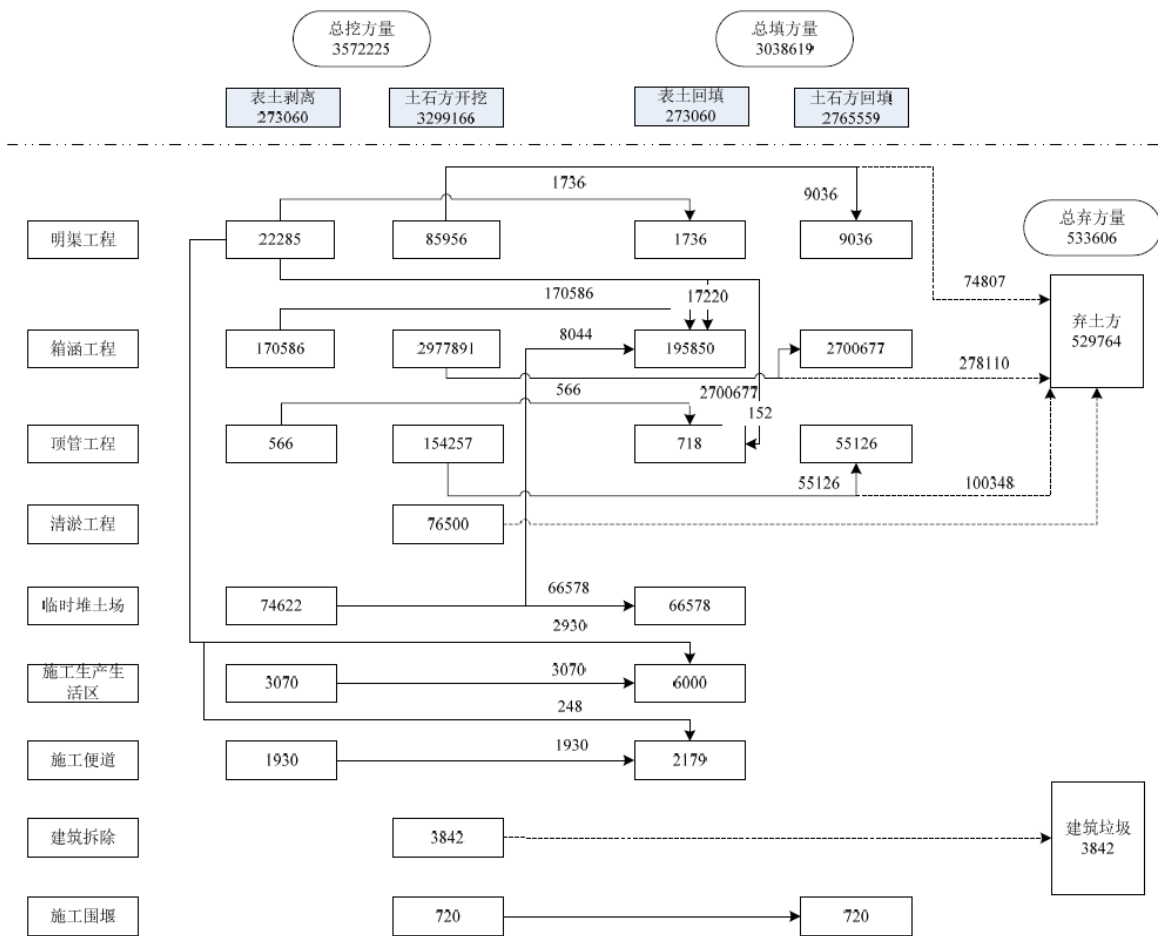 总挖方量
3572225
总填方量
3038619
表土剥离
273060
土石方开挖
3299166
表土回填
273060
土石方回填
2765559
1736
9036
明渠工程
22285
85956
1736
9036
总弃方量
533606
74807
170586
17220
弃土方
529764
8044
箱涵工程
170586
2977891
195850
2700677
278110
566
2700677
152
顶管工程
566
154257
718
55126
55126
100348
清淤工程
76500
66578
临时堆土场
74622
66578
2930
施工生产生
活区
3070
3070
6000
248
1930
施工便道
1930
2179
建筑拆除
3842
建筑垃圾
3842
施工围堰
720
720